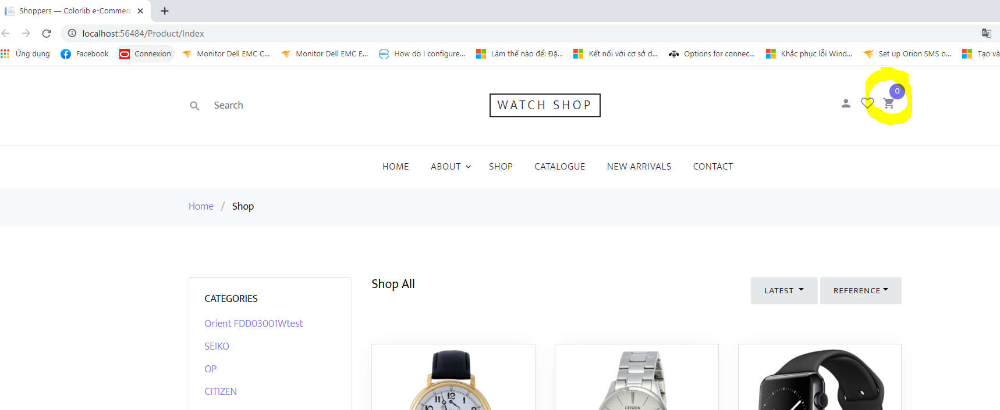 Shoppers — Colorlib e-Commerc
localhost:56484/Product/Index
Ứng dụng Facebook Connexion Monitor Dell EMC C... Monitor Dell EMC E... How do I configure... Làm thế nào để: Đặ... Kết nối với cơ sở d... Options for connec... Khắc phục lỗi Wind... Set up Orion SMS o... Tạo và
Search WATCH SHOP 0
HOME ABOUT SHOP CATALOGUE NEW ARRIVALS CONTACT
Home / Shop
CATEGORIES
Orient FDD03001Wtest
SEIKO
OP
CITIZEN
Shop All LATEST REFERENCE
12
1
CITIZEN